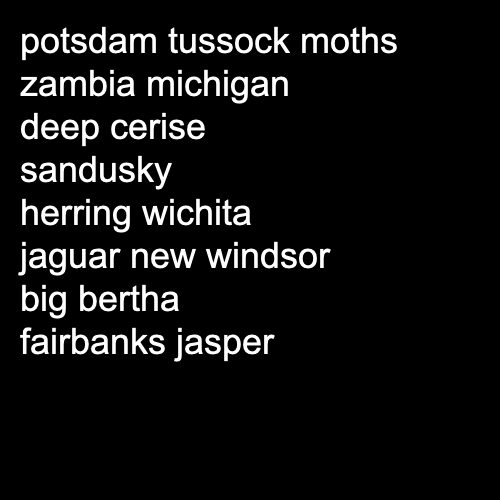 potsdam tussock moths
zambia michigan
deep cerise
sandusky
herring wichita
jaguar new windsor
big bertha
fairbanks jasper